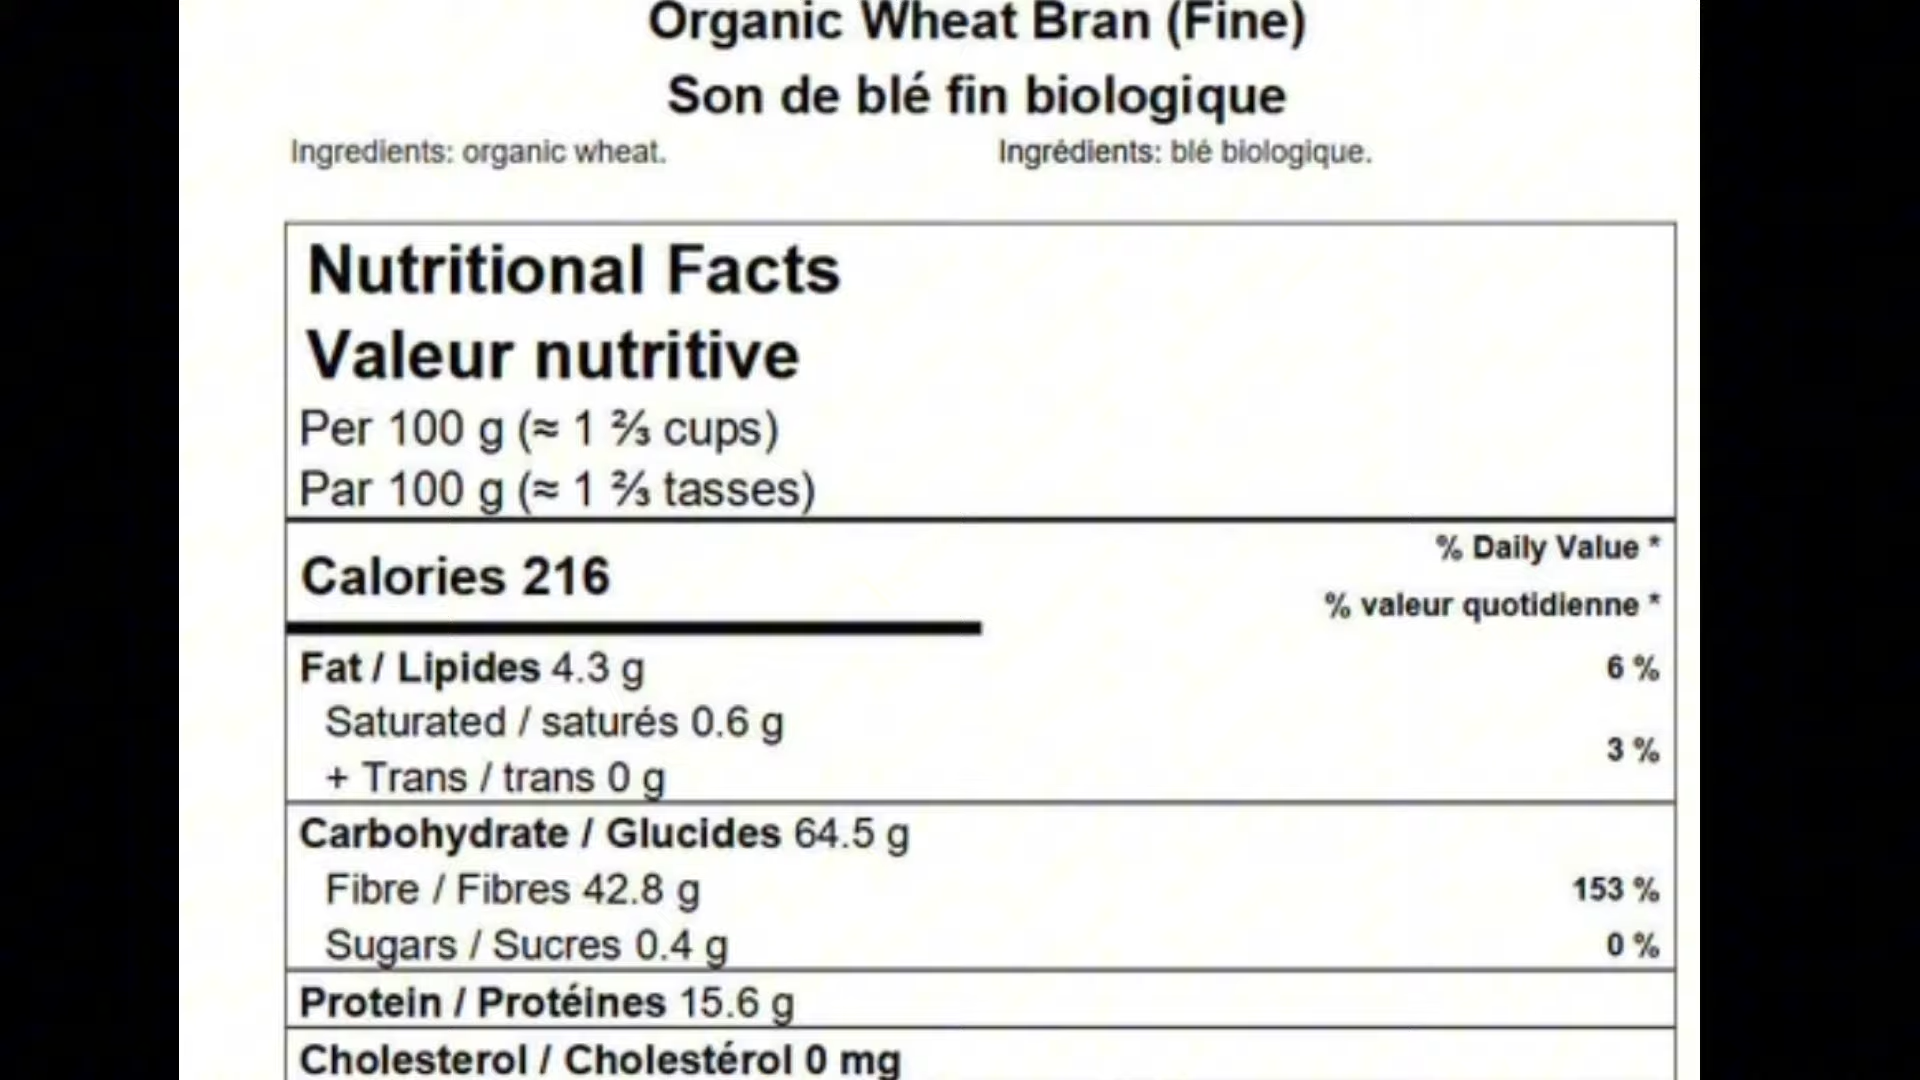 Organic Wheat Bran (Fine)
Son de blé fin biologique
Ingredients: organic wheat.
Ingrédients: blé biologique.
Nutritional Facts
Valeur nutritive
Per 100 g (≈ 1 ⅔ cups)
Par 100 g (≈ 1 ⅔ tasses)
Calories 216
% Daily Value *
% valeur quotidienne *
Fat / Lipides 4.3 g 6 %
Saturated / saturés 0.6 g
+ Trans / trans 0 g
3 %
Carbohydrate / Glucides 64.5 g
Fibre / Fibres 42.8 g 153 %
Sugars / Sucres 0.4 g 0 %
Protein / Protéines 15.6 g
Cholesterol / Cholestérol 0 mg